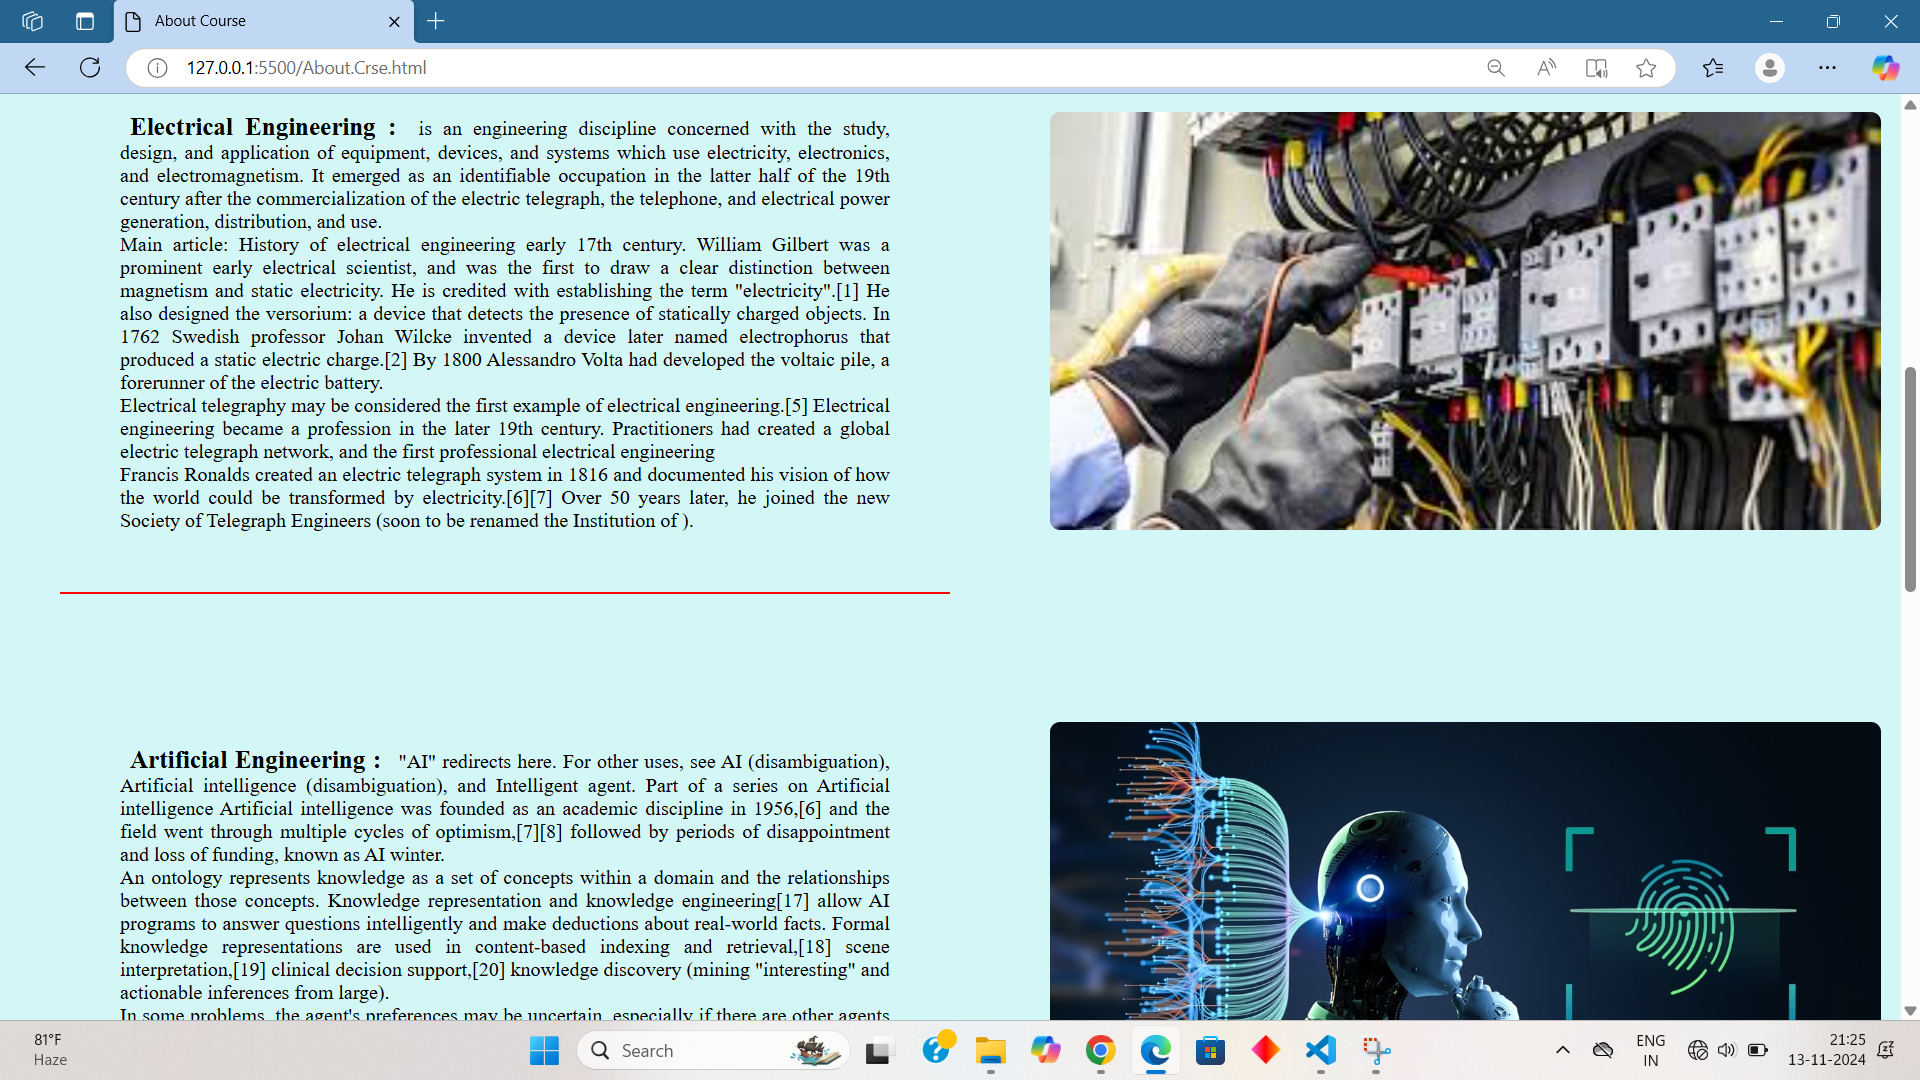 About Course
127.0.0.1:5500/About.Crse.html
Electrical Engineering : is an engineering discipline concerned with the study,
design, and application of equipment, devices, and systems which use electricity, electronics,
and electromagnetism. It emerged as an identifiable occupation in the latter half of the 19th
century after the commercialization of the electric telegraph, the telephone, and electrical power
generation, distribution, and use.
Main article: History of electrical engineering early 17th century. William Gilbert was a
prominent early electrical scientist, and was the first to draw a clear distinction between
magnetism and static electricity. He is credited with establishing the term "electricity".[1] He
also designed the versorium: a device that detects the presence of statically charged objects. In
1762 Swedish professor Johan Wilcke invented a device later named electrophorus that
produced a static electric charge.[2] By 1800 Alessandro Volta had developed the voltaic pile, a
forerunner of the electric battery.
Electrical telegraphy may be considered the first example of electrical engineering.[5] Electrical
engineering became a profession in the later 19th century. Practitioners had created a global
electric telegraph network, and the first professional electrical engineering
Francis Ronalds created an electric telegraph system in 1816 and documented his vision of how
the world could be transformed by electricity.[6][7] Over 50 years later, he joined the new
Society of Telegraph Engineers (soon to be renamed the Institution of ).
Artificial Engineering : "AI" redirects here. For other uses, see AI (disambiguation),
Artificial intelligence (disambiguation), and Intelligent agent. Part of a series on Artificial
intelligence Artificial intelligence was founded as an academic discipline in 1956,[6] and the
field went through multiple cycles of optimism,[7][8] followed by periods of disappointment
and loss of funding, known as AI winter.
An ontology represents knowledge as a set of concepts within a domain and the relationships
between those concepts. Knowledge representation and knowledge engineering[17] allow AI
programs to answer questions intelligently and make deductions about real-world facts. Formal
knowledge representations are used in content-based indexing and retrieval,[18] scene
interpretation,[19] clinical decision support,[20] knowledge discovery (mining "interesting" and
actionable inferences from large).
In some problems, the agent's preferences may be uncertain, especially if there are other agents
81°F
Haze
Search
ENG
IN
21:25
13-11-2024